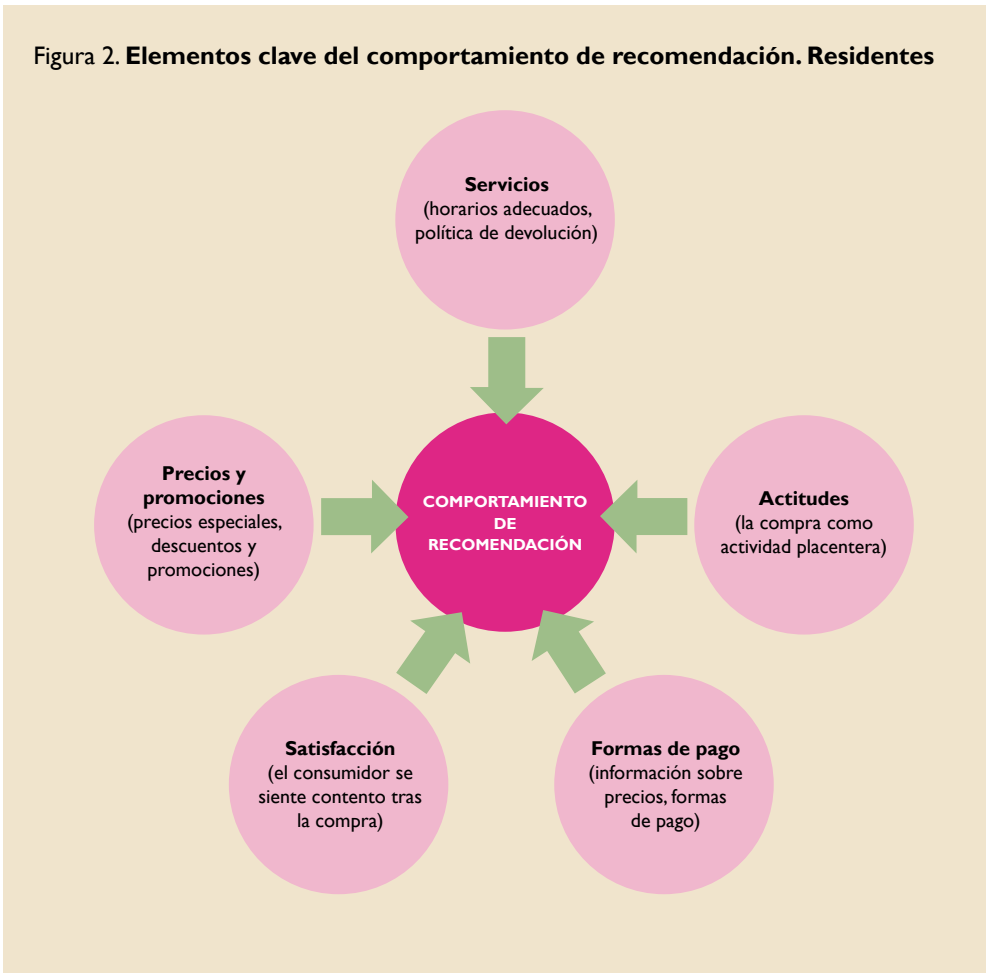 Figura 2. Elementos clave del comportamiento de recomendación. Residentes
Servicios
(horarios adecuados,
política de devolución)
Precios y
promociones
(precios especiales,
descuentos y
promociones)
COMPORTAMIENTO
DE
RECOMENDACIÓN
Actitudes
(la compra como
actividad placentera)
Satisfacción
(el consumidor se
siente contento tras
la compra)
Formas de pago
(información sobre
precios, formas
de pago)